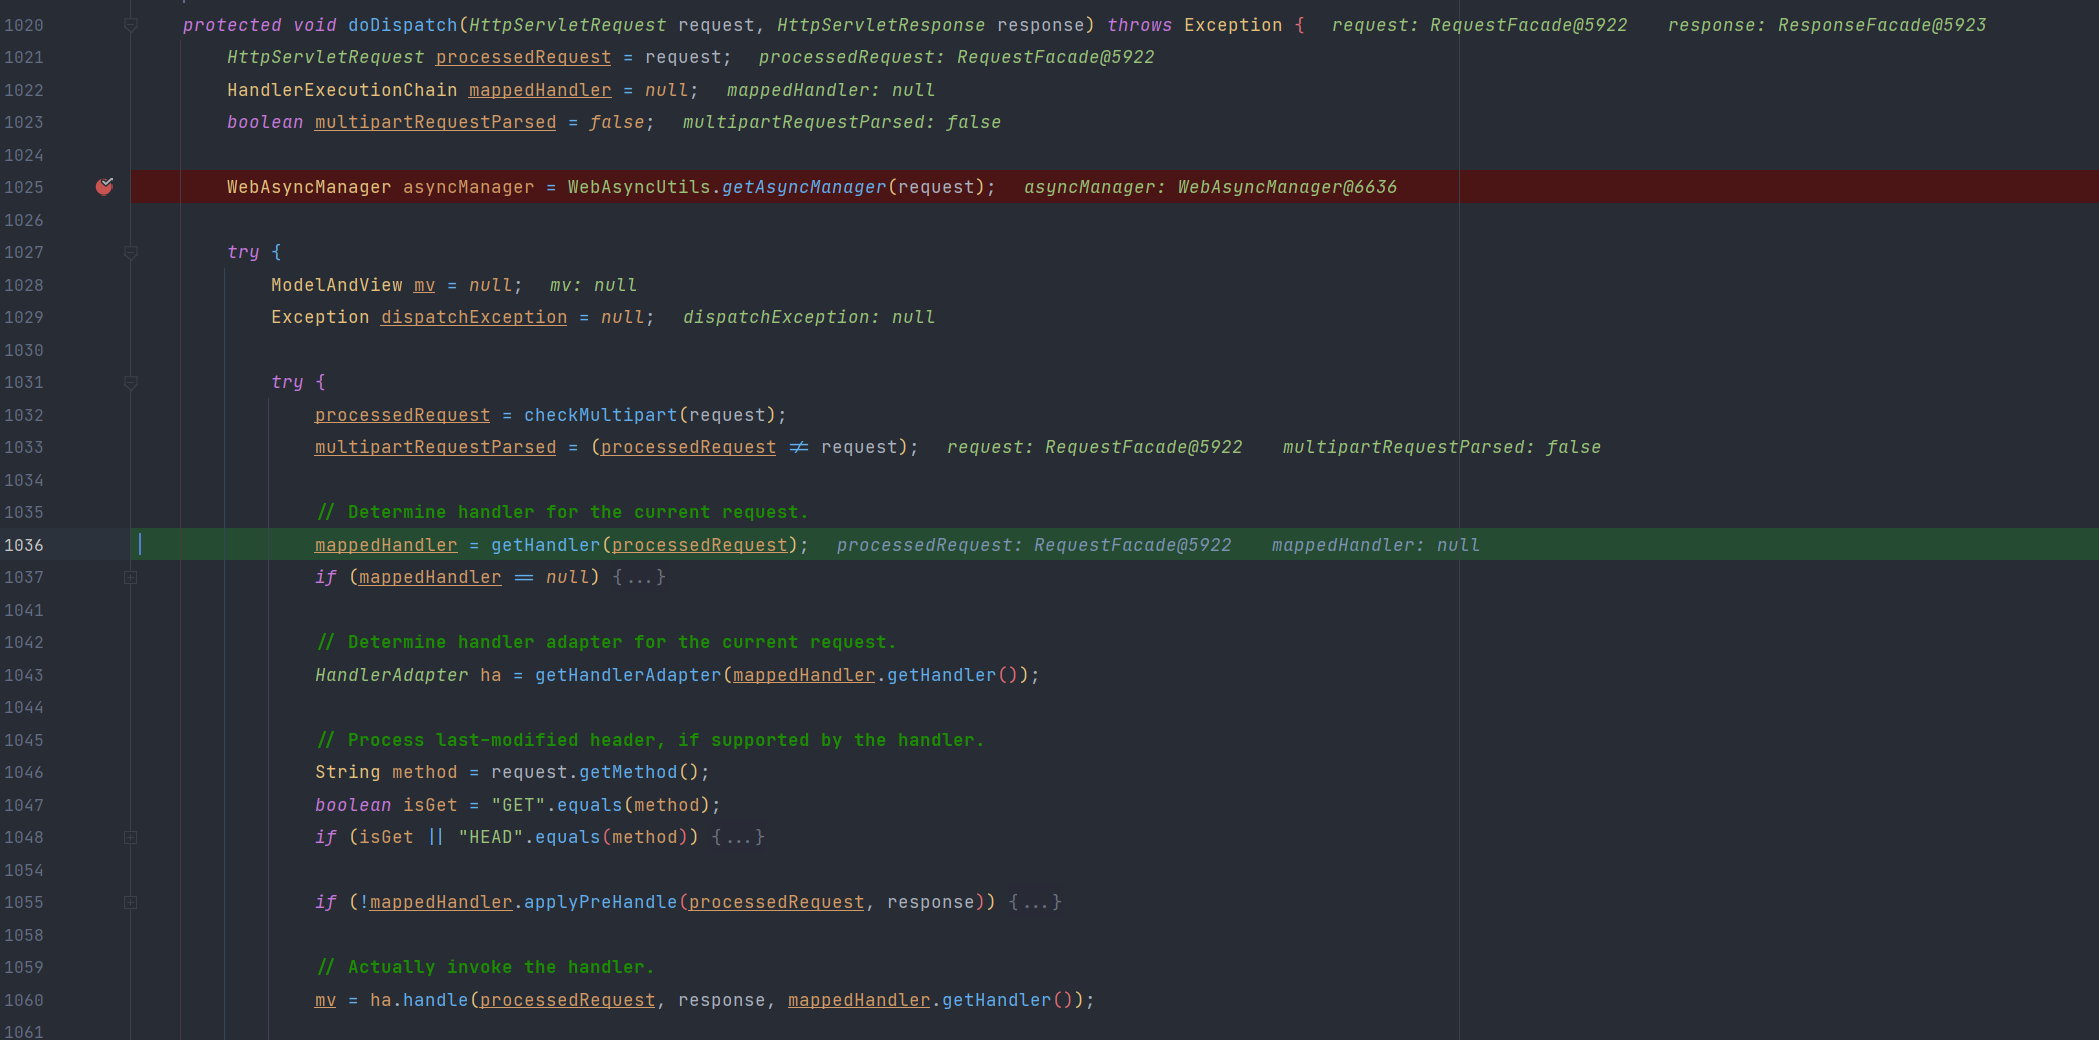 1020 protected void doDispatch(HttpServletRequest request, HttpServletResponse response) throws Exception { request: RequestFacade@5922 response: ResponseFacade@5923
1021 HttpServletRequest processedRequest = request; processedRequest: RequestFacade@5922
1022 HandlerExecutionChain mappedHandler = null; mappedHandler: null
1023 boolean multipartRequestParsed = false; multipartRequestParsed: false
1024
1025 WebAsyncManager asyncManager = WebAsyncUtils.getAsyncManager(request); asyncManager: WebAsyncManager@6636
1026
1027 try {
1028 ModelAndView mv = null; mv: null
1029 Exception dispatchException = null; dispatchException: null
1030
1031 try {
1032 processedRequest = checkMultipart(request);
1033 multipartRequestParsed = (processedRequest != request); request: RequestFacade@5922 multipartRequestParsed: false
1034
1035 // Determine handler for the current request.
1036 mappedHandler = getHandler(processedRequest); processedRequest: RequestFacade@5922 mappedHandler: null
1037 if (mappedHandler == null) {...}
1041
1042 // Determine handler adapter for the current request.
1043 HandlerAdapter ha = getHandlerAdapter(mappedHandler.getHandler());
1044
1045 // Process last-modified header, if supported by the handler.
1046 String method = request.getMethod();
1047 boolean isGet = "GET".equals(method);
1048 if (isGet || "HEAD".equals(method)) {...}
1054
1055 if (!mappedHandler.applyPreHandle(processedRequest, response)) {...}
1058
1059 // Actually invoke the handler.
1060 mv = ha.handle(processedRequest, response, mappedHandler.getHandler());
1061